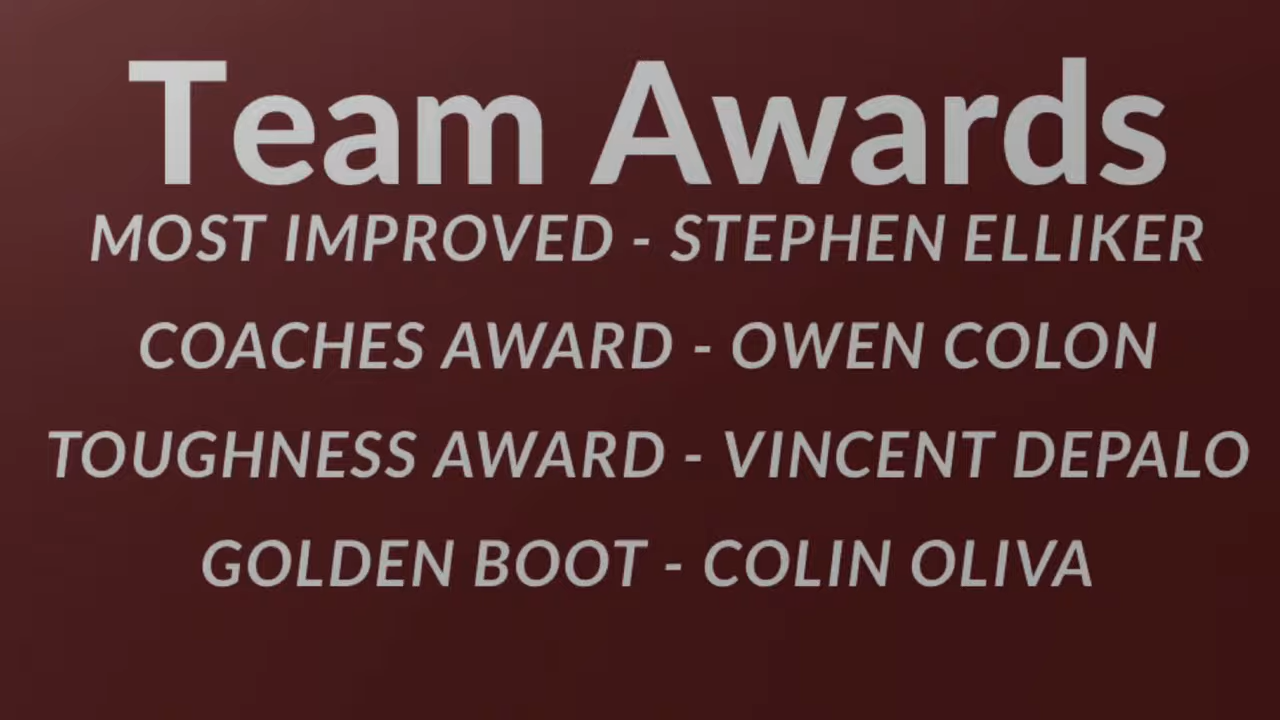 Team Awards
MOST IMPROVED - STEPHEN ELLIKER
COACHES AWARD - OWEN COLON
TOUGHNESS AWARD - VINCENT DEPALO
GOLDEN BOOT - COLIN OLIVA